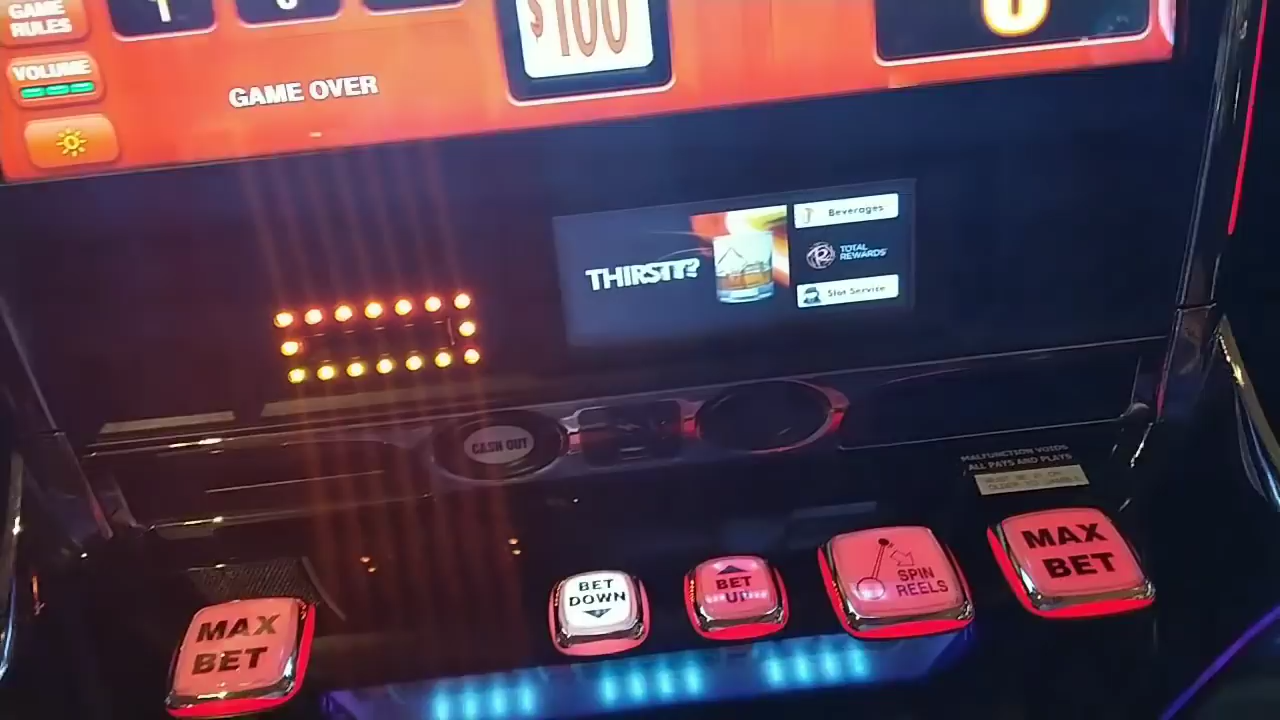 GAME
RULES
$100
0
VOLUME
GAME OVER
THIRSTY?
Beverages
TOTAL
REWARDS
Slot Service
CASH OUT
MALFUNCTION VOIDS
ALL PAYS AND PLAYS
MAX
BET
BET
DOWN
BET
UP
SPIN
REELS
MAX
BET